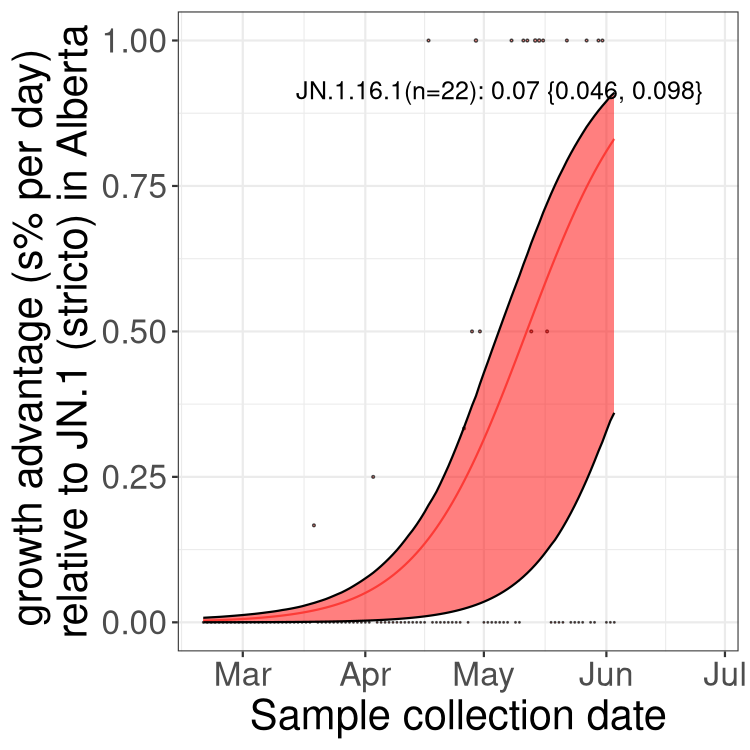 growth advantage (s% per day)
relative to JN.1 (stricto) in Alberta
1.00
JN.1.16.1(n=22): 0.07 {0.046, 0.098}
0.75
0.50
0.25
0.00
Mar Apr May Jun Jul
Sample collection date